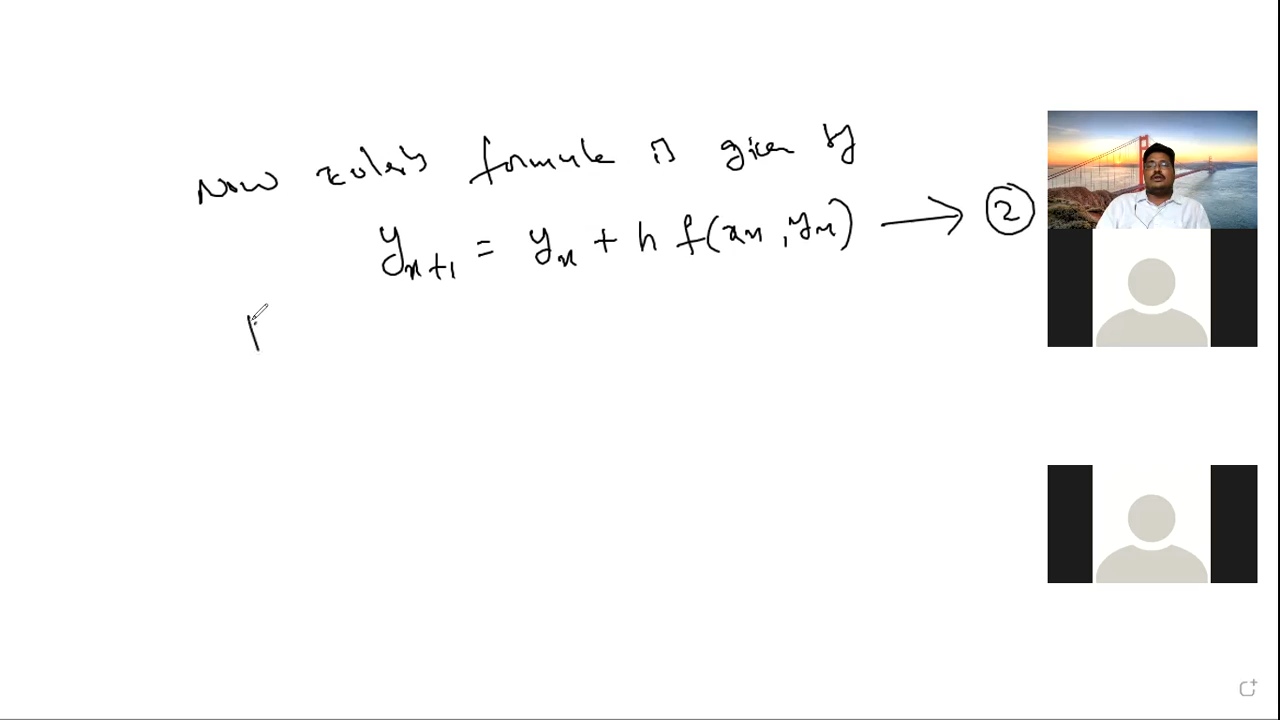 Now Euler's formula is given by
y_{n+1} = y_n + h f(x_n, y_n) → ②